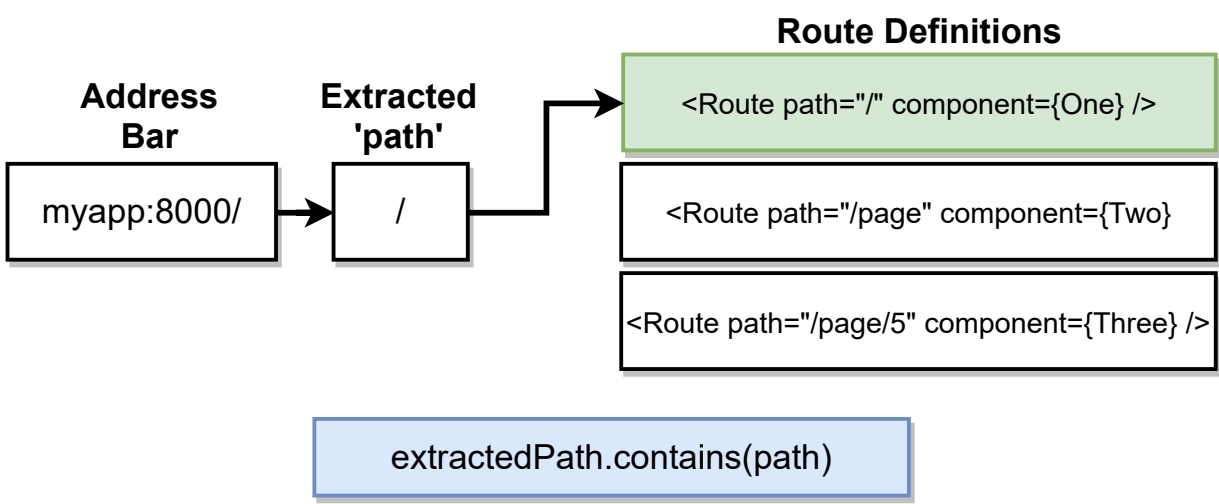 Route Definitions
Address
Bar
Extracted
'path'
<Route path="/" component={One} />
myapp:8000/
/
<Route path="/page" component={Two}
<Route path="/page/5" component={Three} />
extractedPath.contains(path)